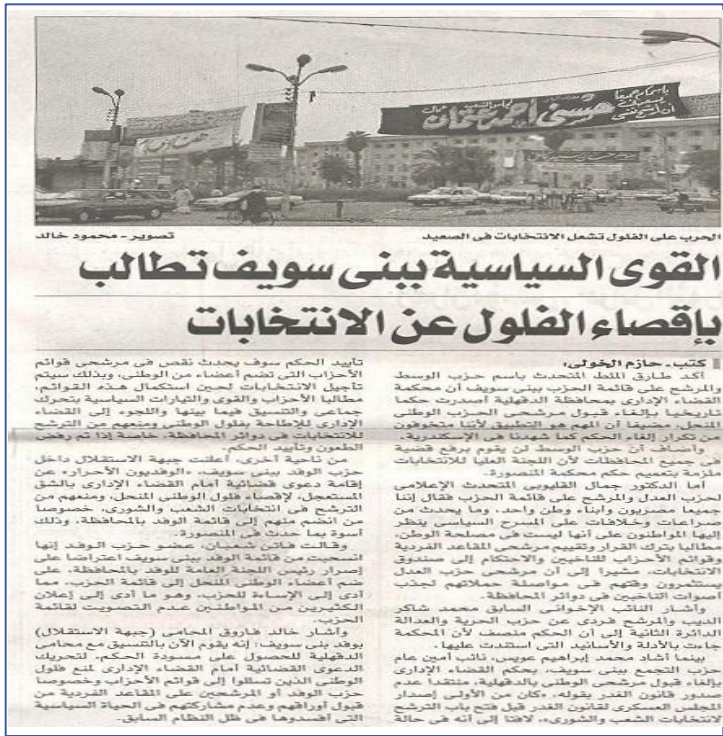 ياسم جميعا
حسنى احمد عثمان
الحرب على الفلول تشعل الانتخابات فى الصعيد
تصوير - محمود خالد
القوى السياسية ببنى سويف تطالب
بإقصاء الفلول عن الانتخابات
كتب - حازم الخولى:
أكد طارق الملط المتحدث باسم حزب الوسط
والمرشح على قائمة الحزب ببنى سويف أن محكمة
القضاء الإدارى بمحافظة الدقهلية أصدرت حكما
تاريخيا بإلغاء قبول مرشحى الحزب الوطنى
المنحل، مضيفا أن المهم هو التطبيق لأننا متخوفون
من تكرار إلغاء الحكم كما شهدنا فى الإسكندرية.
وأضاف أن حزب الوسط لن يقوم برفع قضية
فى جميع المحافظات لأن اللجنة العليا للانتخابات
ملزمة بتعميم حكم محكمة المنصورة.
أما الدكتور جمال القليوبى المتحدث الإعلامى
لحزب العدل والمرشح على قائمة الحزب فقال إننا
جميعا مصريون وأبناء وطن واحد، وما يحدث من
صراعات وخلافات على المسرح السياسى ينظر
إليها المواطنون على أنها ليست فى مصلحة الوطن،
مطالبا بترك القرار وتقييم مرشحى المقاعد الفردية
وقوائم الأحزاب للناخبين والاحتكام إلى صندوق
الانتخابات، مشيرا إلى أن مرشحى حزب العدل
يستثمرون وقتهم فى مواصلة حملاتهم لجذب
أصوات الناخبين فى دوائر المحافظة.
وأشار النائب الإخوانى السابق محمد شاكر
الديب والمرشح فردى عن حزب الحرية والعدالة
الدائرة الثانية إلى أن الحكم منصف لأن المحكمة
جاءت بالأدلة والأسانيد التى استندت عليها.
بينما أشاد محمد إبراهيم عويس، نائب أمين عام
حزب التجمع ببنى سويف، بحكم القضاء الإدارى
بإلغاء قبول مرشحى الوطنى بالدقهلية، منتقدا عدم
صدور قانون الغدر بقوله، «كان من الأولى إصدار
المجلس العسكرى لقانون الغدر قبل فتح باب الترشح
لانتخابات الشعب والشورى»، لافتا إلى أنه فى حالة
تأييد الحكم سوف يحدث نقص فى مرشحى قوائم
الأحزاب التى تضم أعضاء من الوطنى، وبذلك سيتم
تأجيل الانتخابات لحين استكمال هذه القوائم،
مطالبا الأحزاب والقوى والتيارات السياسية بتحرك
جماعى والتنسيق فيما بينها واللجوء إلى القضاء
الإدارى للإطاحة بفلول الوطنى ومنعهم من الترشح
للانتخابات فى دوائر المحافظة، خاصة إذا تم رفض
الطعون وتأييد الحكم.
من ناحية أخرى، أعلنت جبهة الاستقلال داخل
حزب الوفد ببنى سويف، «الوفديون الأحرار» عن
إقامة دعوى قضائية أمام القضاء الإدارى بالشق
المستعجل، لإقصاء فلول الوطنى المنحل، ومنعهم من
الترشح فى انتخابات الشعب والشورى، خصوصا
من انضم منهم إلى قائمة الوفد بالمحافظة، وذلك
أسوة بما حدث فى المنصورة.
وقالت فاتن شعبان، عضو حزب الوفد إنها
انسحبت من قائمة الوفد ببنى سويف اعتراضا على
إصرار رئيس اللجنة العامة للوفد بالمحافظة، على
ضم أعضاء الوطنى المنحل إلى قائمة الحزب، مما
أدى إلى الإساءة للحزب، وهو ما أدى إلى إعلان
الكثيرين من المواطنين عدم التصويت لقائمة
الحزب.
وأشار خالد فاروق المحامى (جبهة الاستقلال)
بوفد بنى سويف: إنه يقوم الآن بالتنسيق مع محامى
الدقهلية للحصول على مسودة الحكم، لتحريك
الدعوى القضائية أمام القضاء الإدارى لمنع فلول
الوطنى الذين تسللوا إلى قوائم الأحزاب وخصوصا
حزب الوفد أو المرشحين على المقاعد الفردية من
قبول أوراقهم وعدم مشاركتهم فى الحياة السياسية
التى أفسدوها فى ظل النظام السابق.